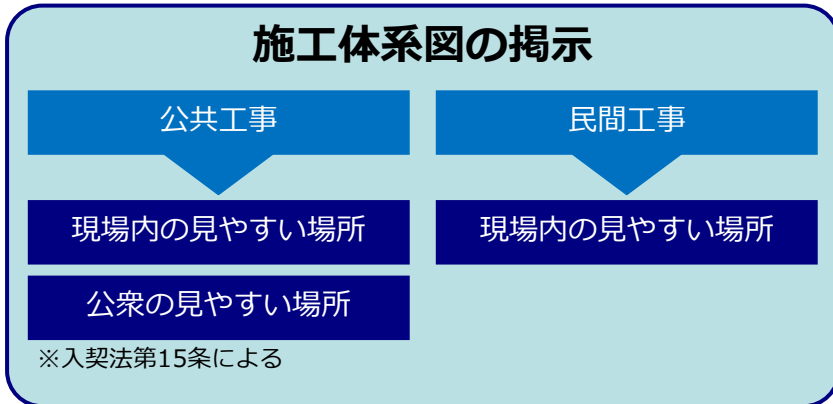 施工体系図の掲示
公共工事
民間工事
現場内の見やすい場所
現場内の見やすい場所
公衆の見やすい場所
※入契法第15条による